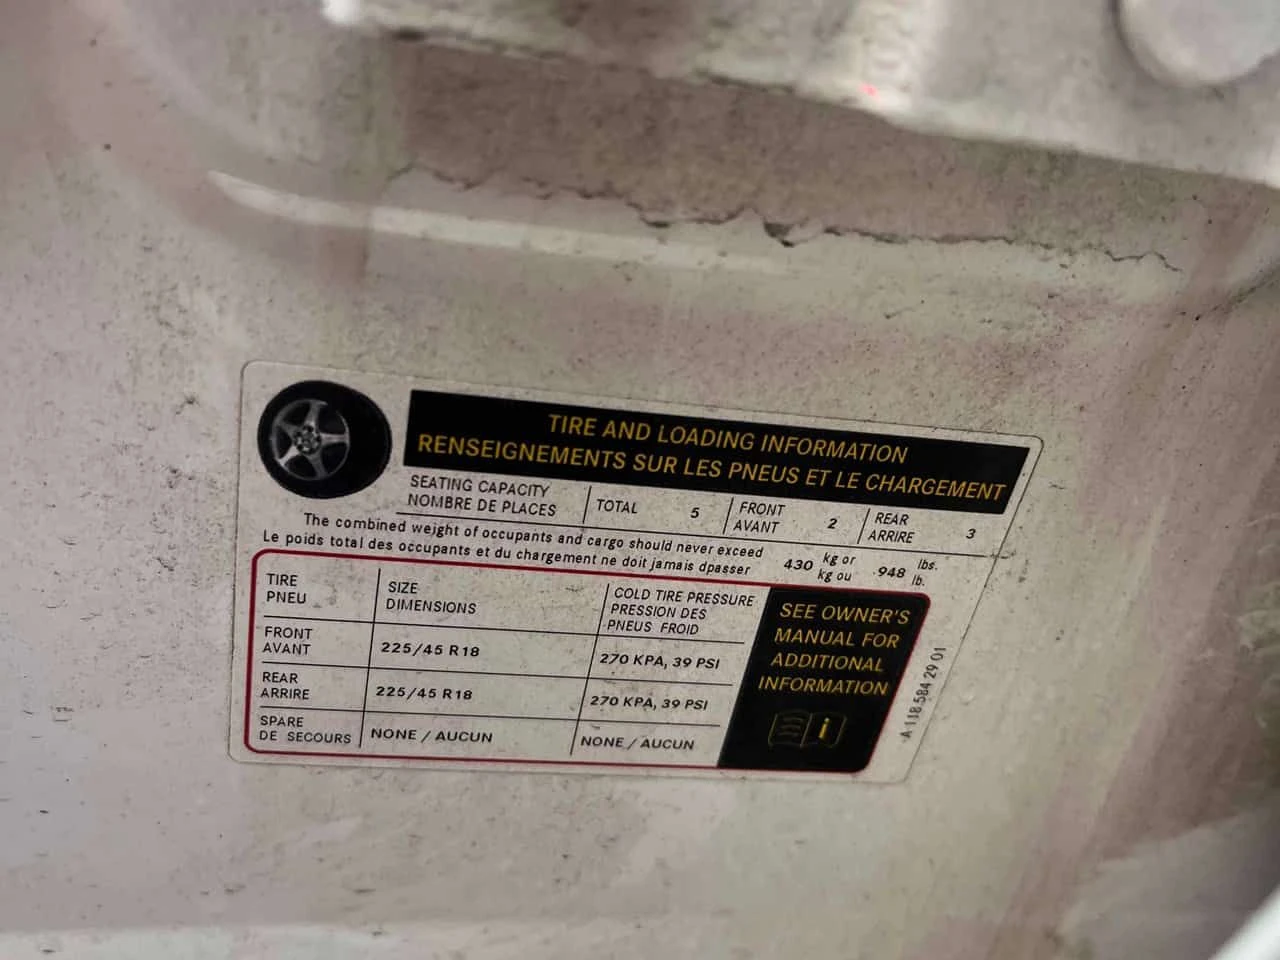 TIRE AND LOADING INFORMATION
RENSEIGNEMENTS SUR LES PNEUS ET LE CHARGEMENT
SEATING CAPACITY
NOMBRE DE PLACES
TOTAL 5
FRONT
AVANT 2
REAR
ARRIRE 3
The combined weight of occupants and cargo should never exceed
Le poids total des occupants et du chargement ne doit jamais dpasser
430 kg or
kg ou
948 lbs.
lb.
TIRE
PNEU
SIZE
DIMENSIONS
COLD TIRE PRESSURE
PRESSION DES
PNEUS FROID
FRONT
AVANT
225/45 R18
270 KPA, 39 PSI
REAR
ARRIRE
225/45 R18
270 KPA, 39 PSI
SPARE
DE SECOURS
NONE / AUCUN
NONE / AUCUN
SEE OWNER'S
MANUAL FOR
ADDITIONAL
INFORMATION
i
A 118 584 29 01